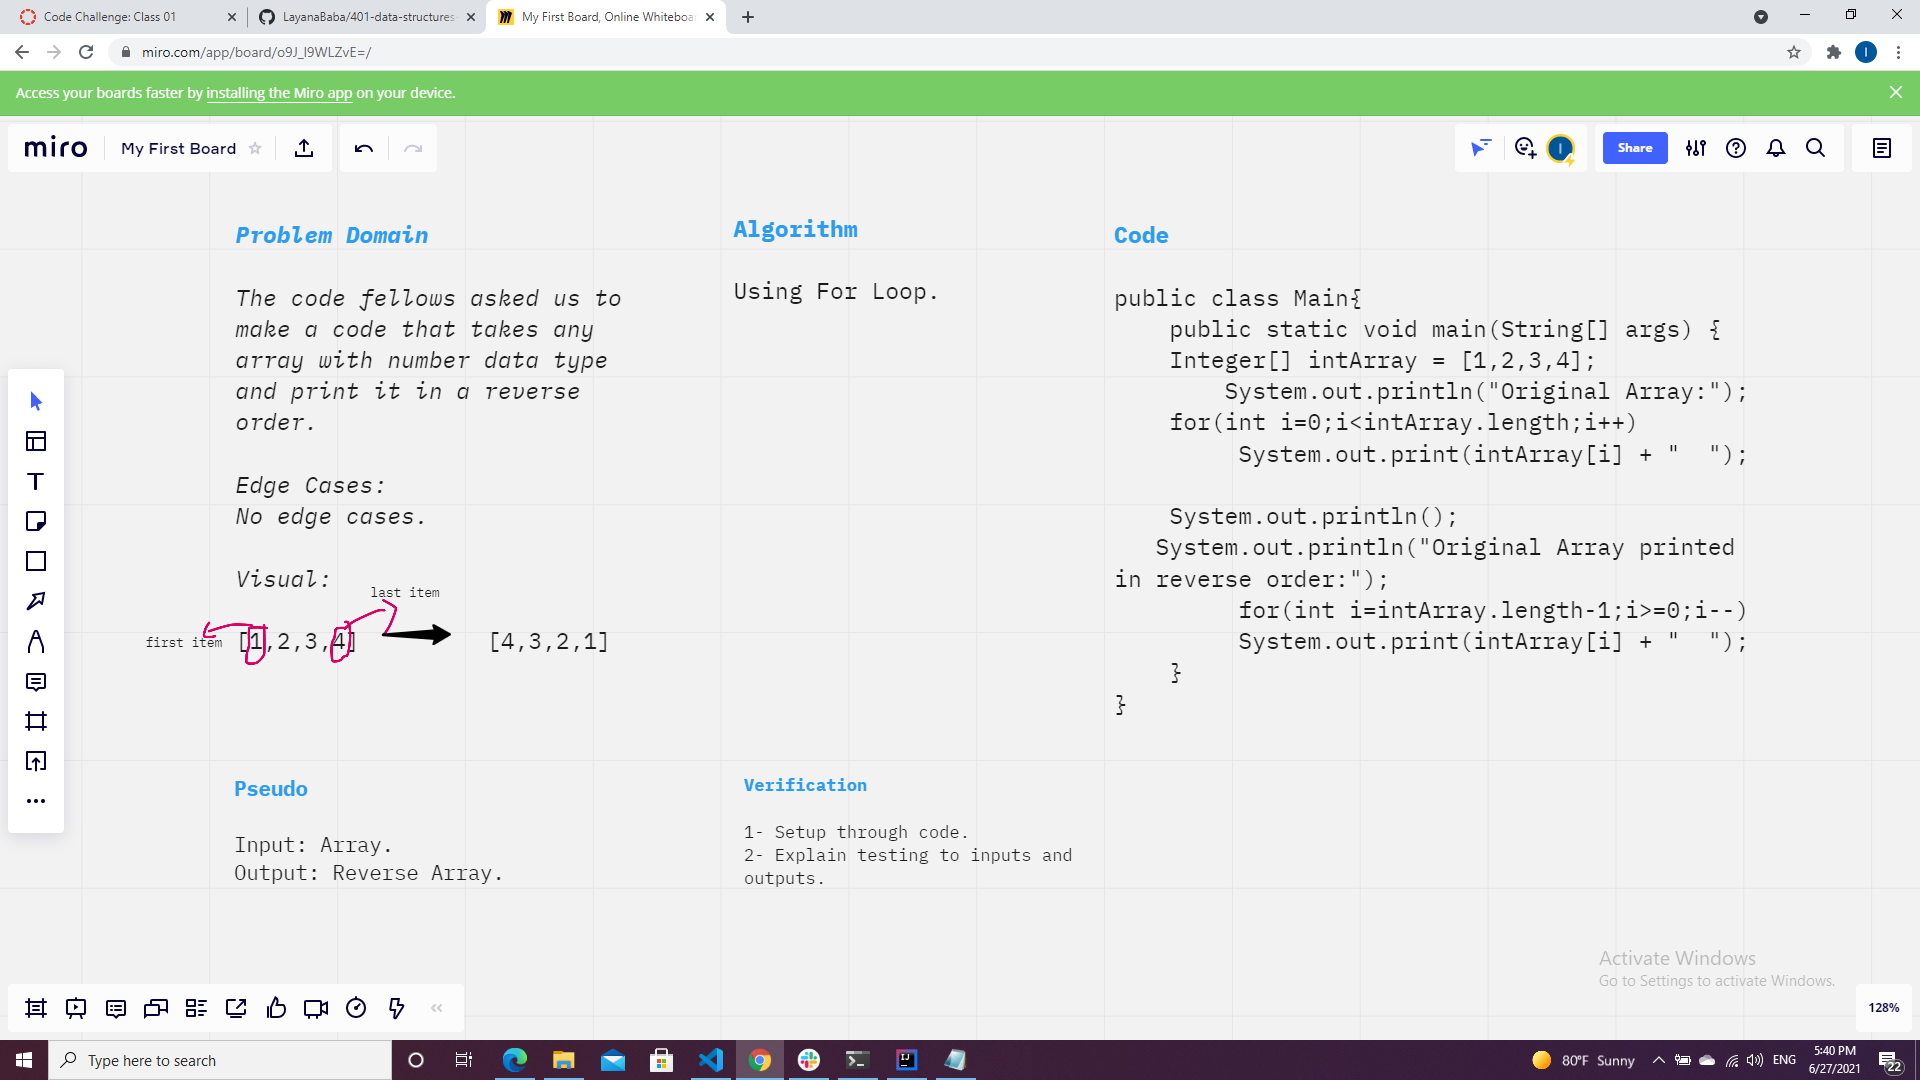 Code Challenge: Class 01
LayanaBaba/401-data-structures-
My First Board, Online Whiteboa
miro.com/app/board/o9J_l9WLZvE=/
I
Access your boards faster by installing the Miro app on your device.
miro
My First Board
I
Share
Problem Domain
The code fellows asked us to
make a code that takes any
array with number data type
and print it in a reverse
order.
Edge Cases:
No edge cases.
Visual:
last item
first item
[1,2,3,4]
[4,3,2,1]
Algorithm
Using For Loop.
Code
public class Main{
public static void main(String[] args) {
Integer[] intArray = [1,2,3,4];
System.out.println("Original Array:");
for(int i=0;i<intArray.length;i++)
System.out.print(intArray[i] + "  ");
System.out.println();
System.out.println("Original Array printed
in reverse order:");
for(int i=intArray.length-1;i>=0;i--)
System.out.print(intArray[i] + "  ");
}
}
Pseudo
Input: Array.
Output: Reverse Array.
Verification
1- Setup through code.
2- Explain testing to inputs and
outputs.
Activate Windows
Go to Settings to activate Windows.
128%
Type here to search
80°F Sunny
ENG
5:40 PM
6/27/2021
22